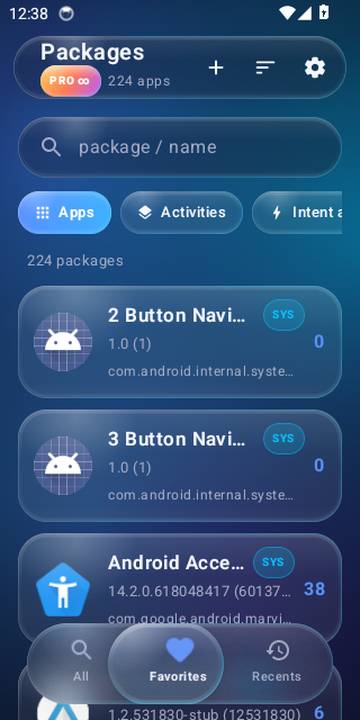 12:38
Packages
PRO ∞ 224 apps
package / name
Apps Activities Intent a
224 packages
2 Button Navi… SYS
1.0 (1) 0
com.android.internal.syste…
3 Button Navi… SYS
1.0 (1) 0
com.android.internal.syste…
Android Acce… SYS
14.2.0.618048417 (60137… 38
com.google.android.marvi…
All Favorites Recents
1.2.531830-stub (12531830) 6